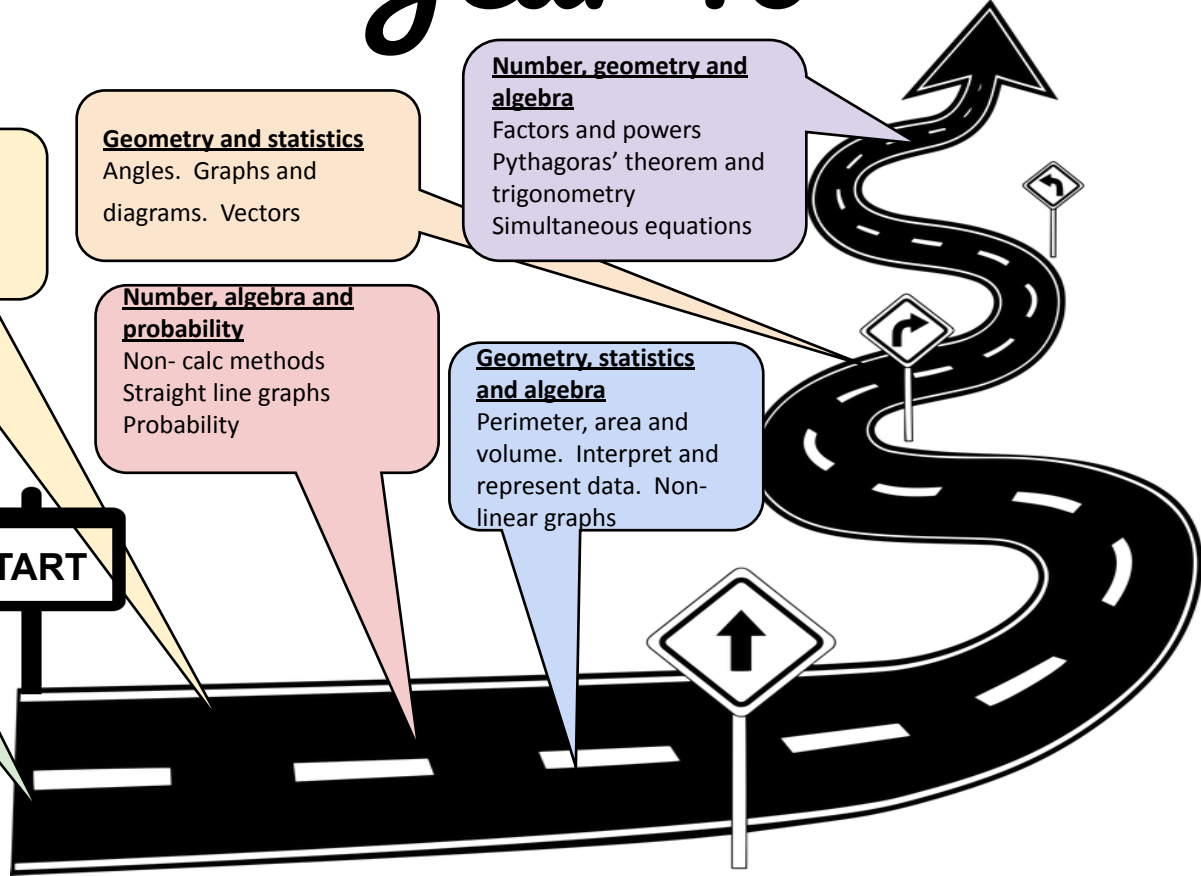 Number, geometry and
algebra
Factors and powers
Pythagoras’ theorem and
trigonometry
Simultaneous equations
Geometry and statistics
Angles.  Graphs and
diagrams.  Vectors
Number, algebra and
probability
Non- calc methods
Straight line graphs
Probability
Geometry, statistics
and algebra
Perimeter, area and
volume.  Interpret and
represent data.  Non-
linear graphs
TART